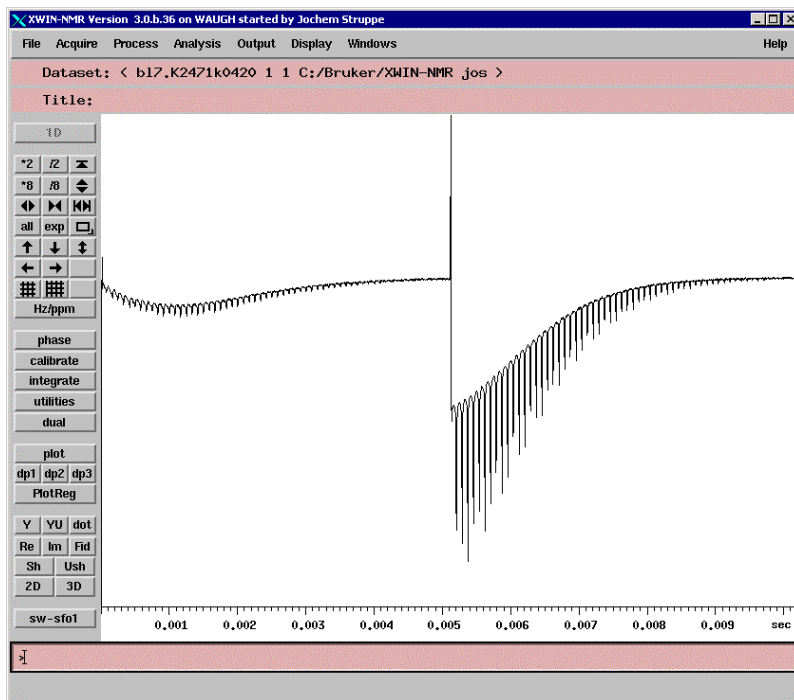 XWIN-NMR Version 3.0.b.36 on WAUGH started by Jochem Struppe
File Acquire Process Analysis Output Display Windows Help
Dataset: < bl7.K2471k0420 1 1 C:/Bruker/XWIN-NMR jos >
Title:
1D
*2 /2
*8 /8
all exp
Hz/ppm
phase
calibrate
integrate
utilities
dual
plot
dp1 dp2 dp3
PlotReg
Y YU dot
Re Im Fid
Sh Ush
2D 3D
sw-sfo1
0.001 0.002 0.003 0.004 0.005 0.006 0.007 0.008 0.009 sec
>